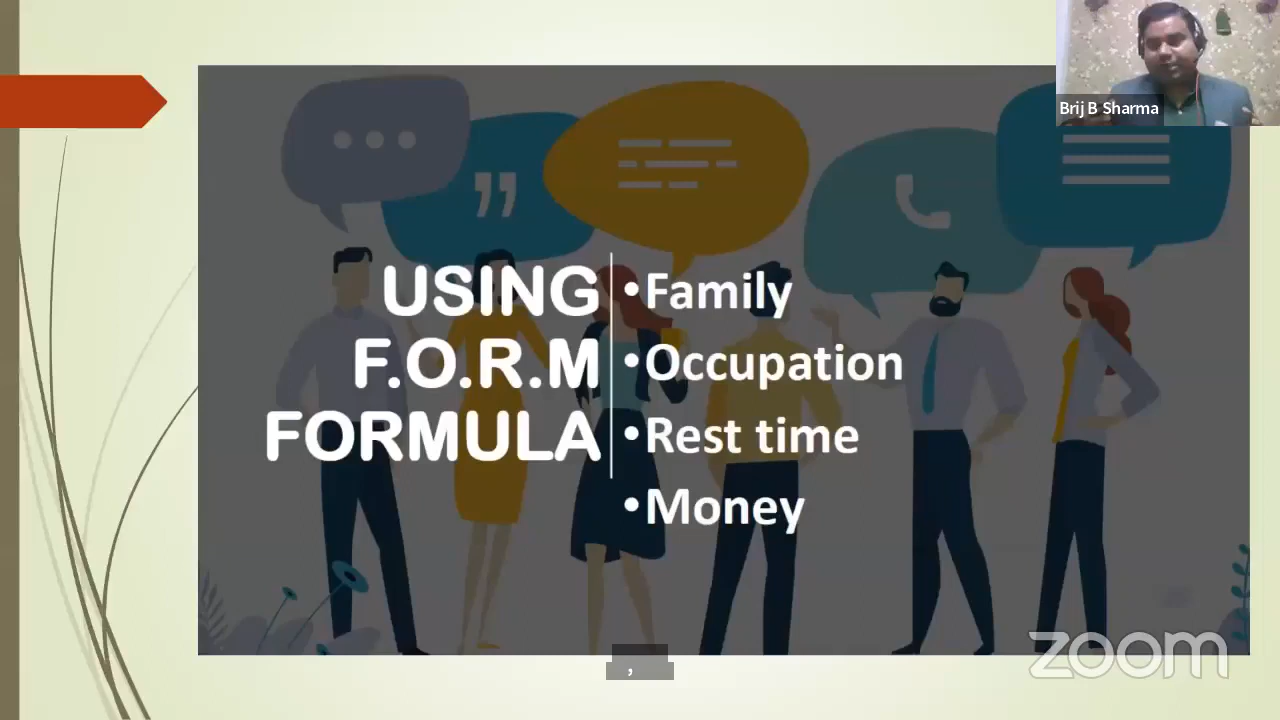 Brij B Sharma
USING
F.O.R.M
FORMULA
•Family
•Occupation
•Rest time
•Money
,
zoom